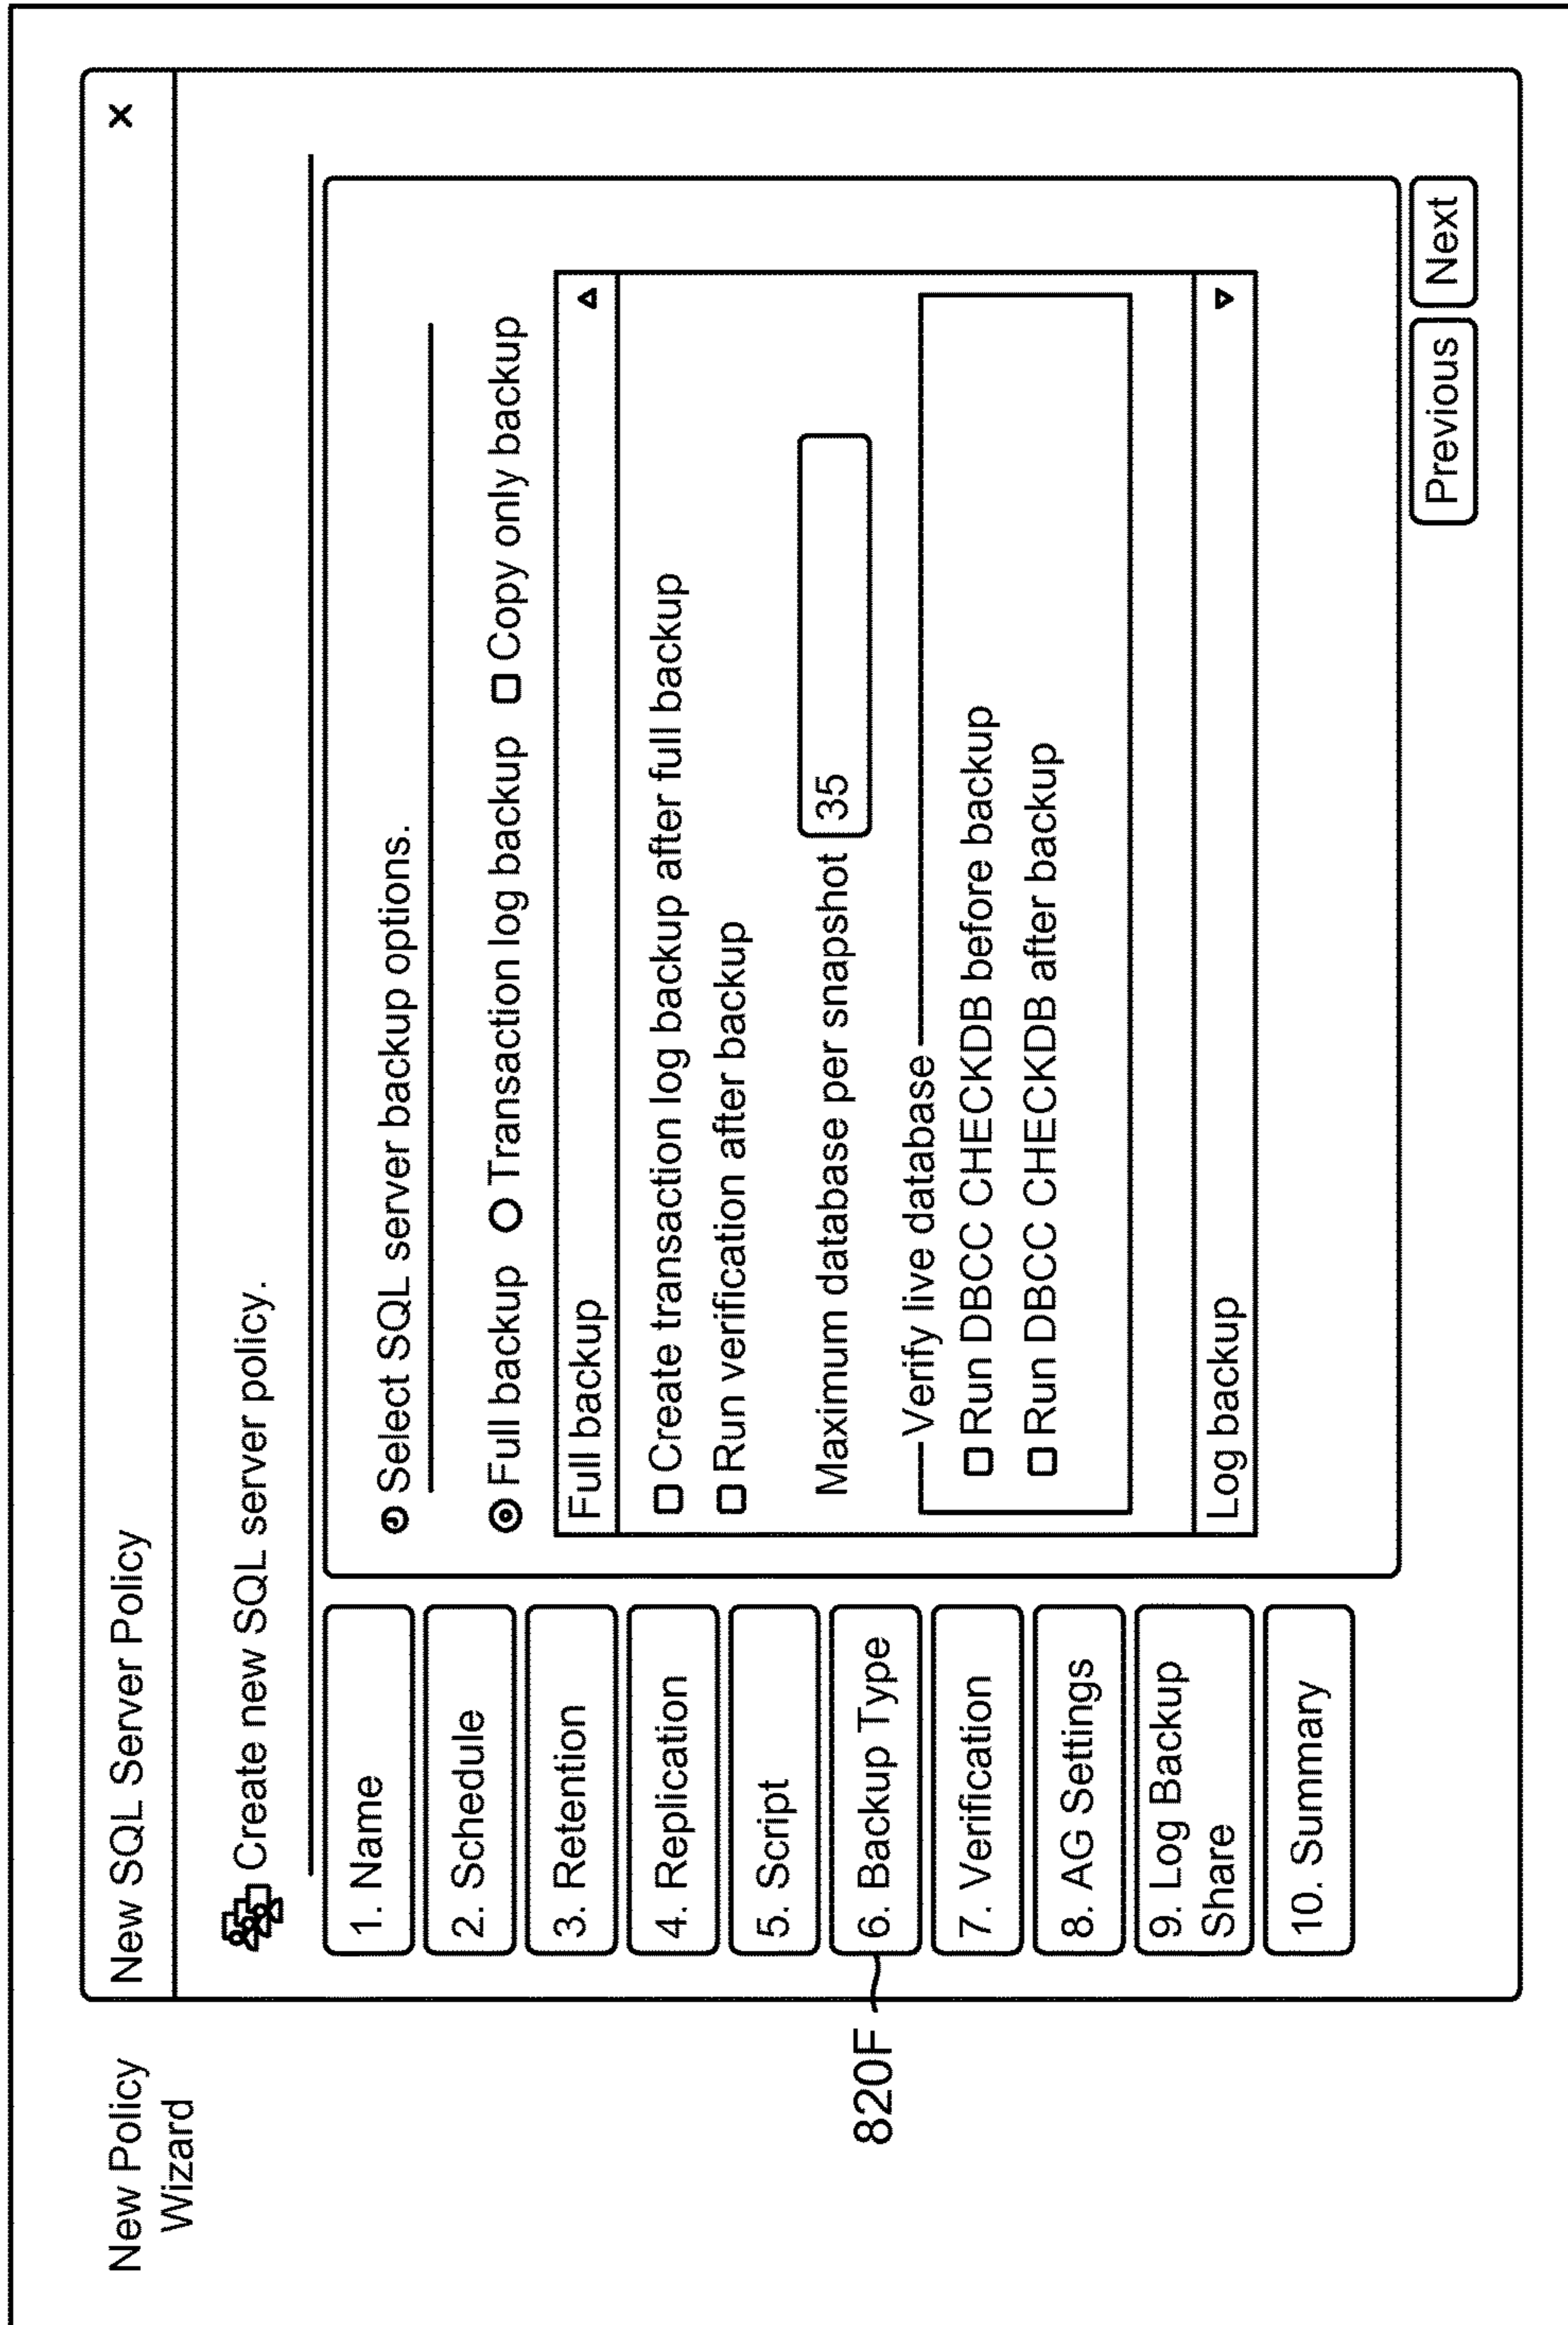 New Policy
Wizard
New SQL Server Policy
X
Create new SQL server policy.
1. Name
2. Schedule
3. Retention
4. Replication
5. Script
6. Backup Type
7. Verification
8. AG Settings
9. Log Backup
Share
10. Summary
820F
Select SQL server backup options.
Full backup Transaction log backup Copy only backup
Full backup
Create transaction log backup after full backup
Run verification after backup
Maximum database per snapshot 35
Verify live database
Run DBCC CHECKDB before backup
Run DBCC CHECKDB after backup
Log backup
Previous Next